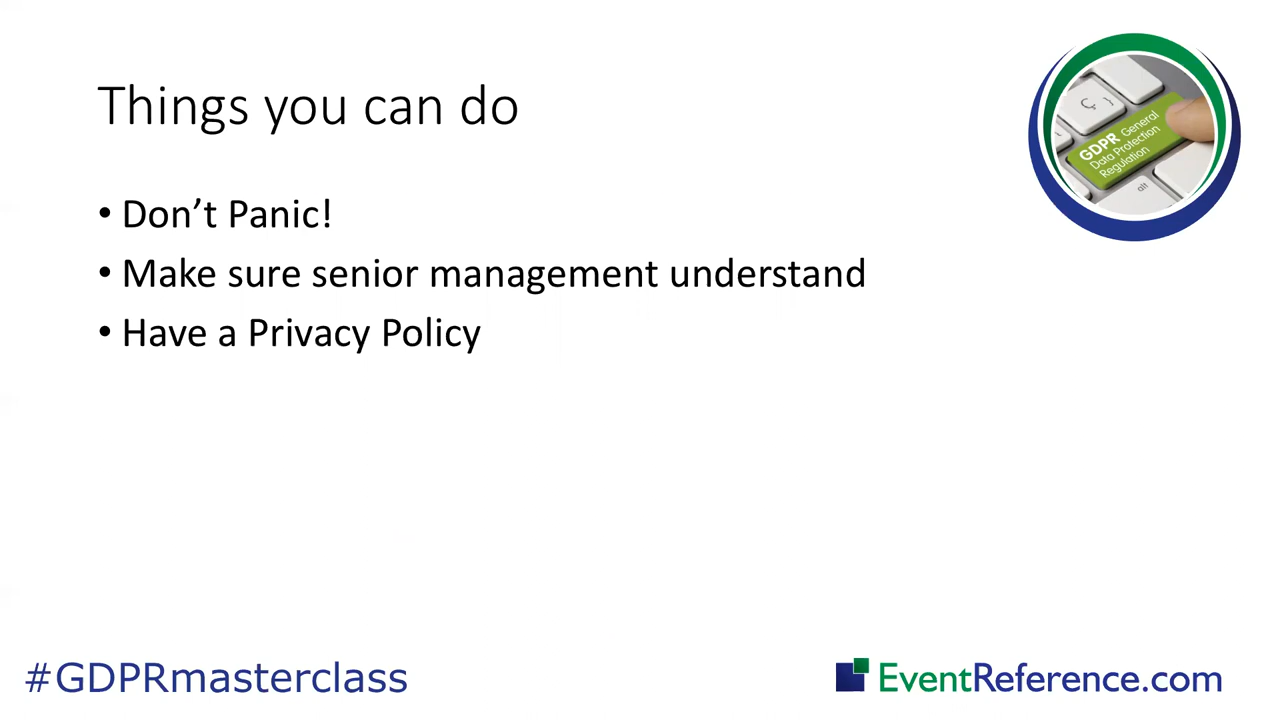 Things you can do
• Don’t Panic!
• Make sure senior management understand
• Have a Privacy Policy
GDPR General
Data Protection
Regulation
alt
#GDPRmasterclass
EventReference.com